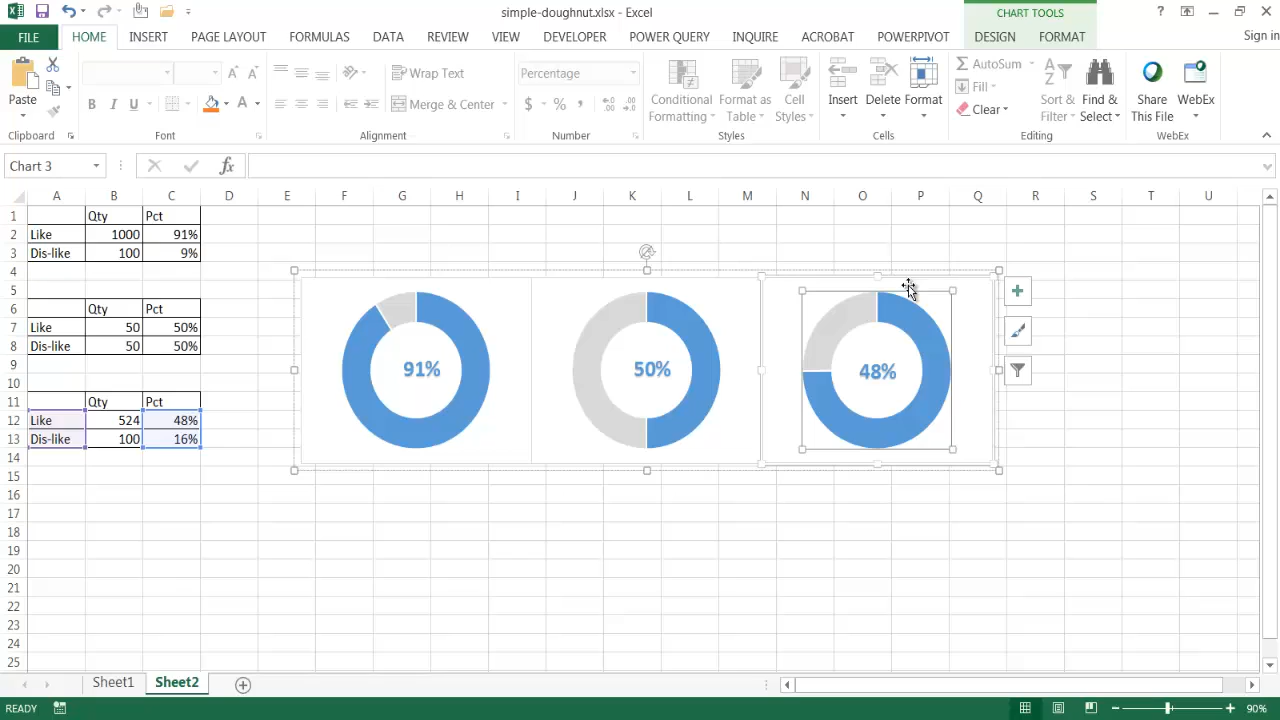 simple-doughnut.xlsx - Excel
CHART TOOLS
?
Sign in
FILE HOME INSERT PAGE LAYOUT FORMULAS DATA REVIEW VIEW DEVELOPER POWER QUERY INQUIRE ACROBAT POWERPIVOT DESIGN FORMAT
Paste
B I U
A A
Wrap Text
Merge & Center
Percentage
$ % ,
Conditional Formatting
Format as Table
Cell Styles
Insert
Delete
Format
AutoSum
Fill
Clear
Sort & Filter
Find & Select
Share This File
WebEx
Clipboard Font Alignment Number Styles Cells Editing WebEx
Chart 3
fx
A B C D E F G H I J K L M N O P Q R S T U
1 Qty Pct
2 Like 1000 91%
3 Dis-like 100 9%
4
5
6 Qty Pct
7 Like 50 50%
8 Dis-like 50 50%
9
10
11 Qty Pct
12 Like 524 48%
13 Dis-like 100 16%
14
15
16
17
18
19
20
21
22
23
24
25
91% 50% 48%
Sheet1 Sheet2
READY
90%